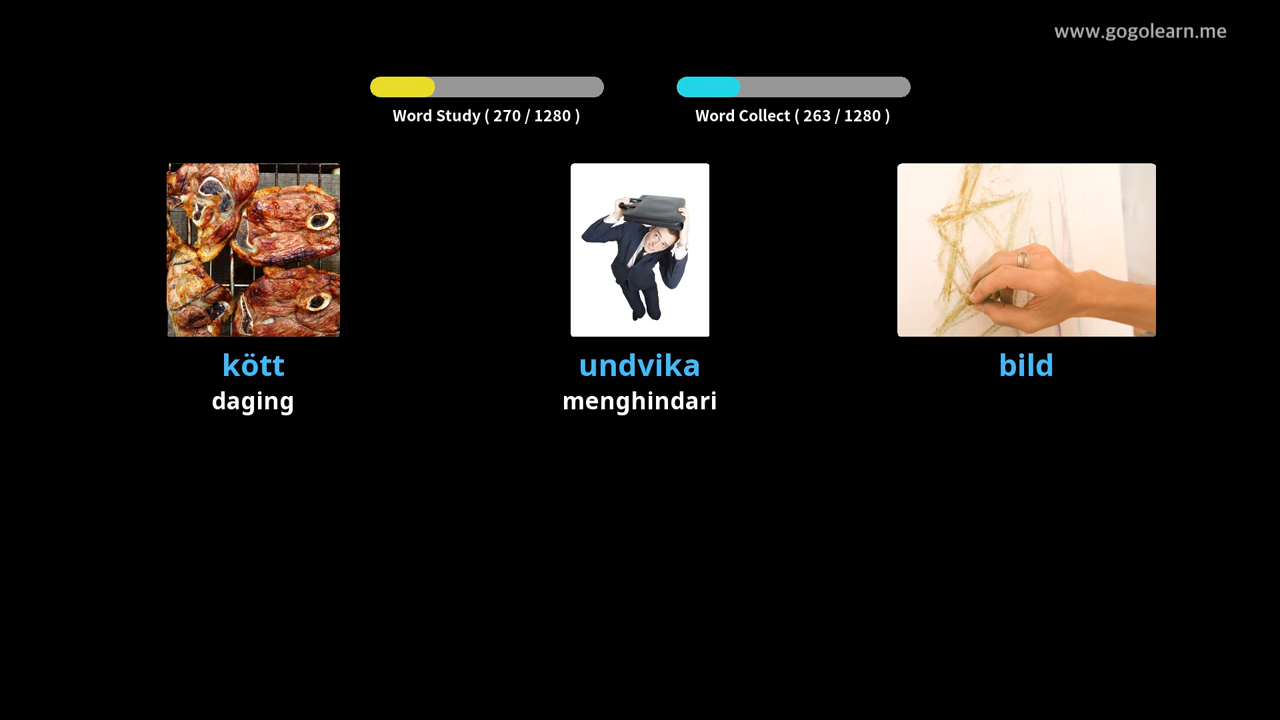 www.gogolearn.me
Word Study ( 270 / 1280 )
Word Collect ( 263 / 1280 )
kött
daging
undvika
menghindari
bild